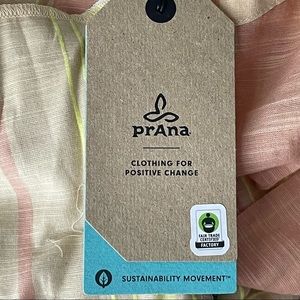 prAna
CLOTHING FOR
POSITIVE CHANGE
FAIR TRADE
CERTIFIED
FACTORY
SUSTAINABILITY MOVEMENT™